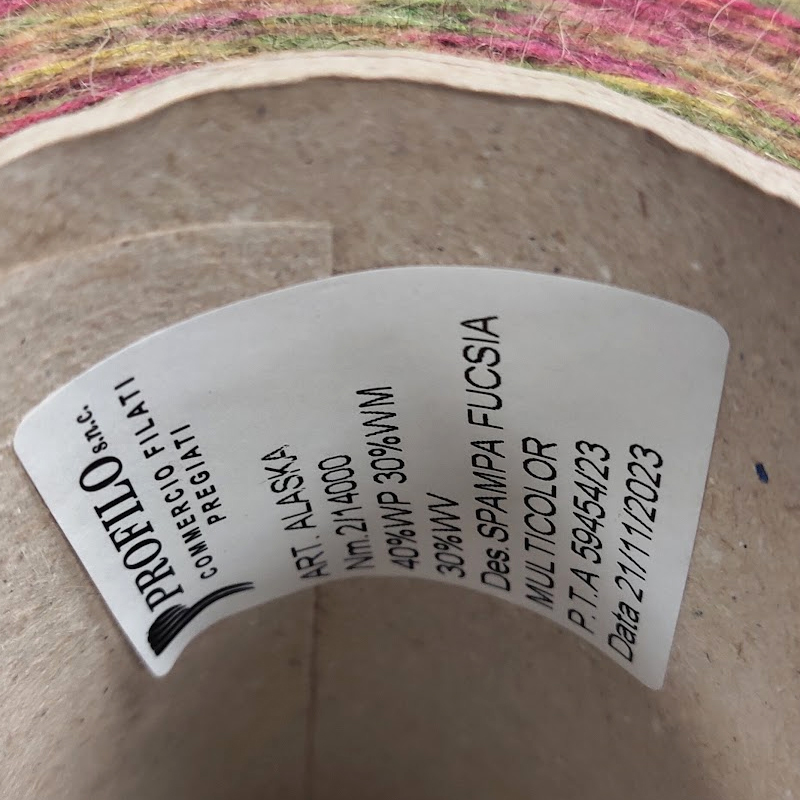 PROFILO s.n.c.
COMMERCIO FILATI
PREGIATI
ART. ALASKA
Nm.2/14000
40%WP 30%WM
30%WV
Des.SPAMPA FUCSIA
MULTICOLOR
P.T.A 59454/23
Data 21/11/2023